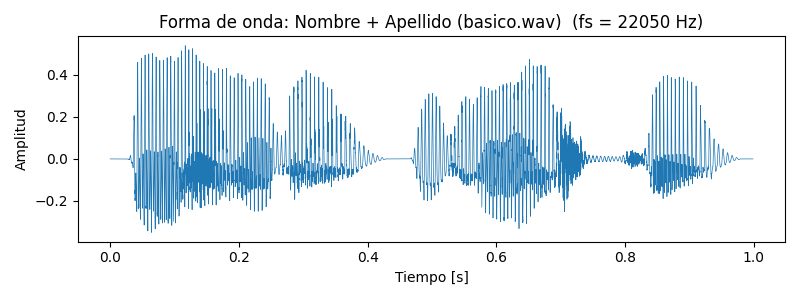 Forma de onda: Nombre + Apellido (basico.wav)  (fs = 22050 Hz)
Amplitud
0.4
0.2
0.0
−0.2
0.0 0.2 0.4 0.6 0.8 1.0
Tiempo [s]